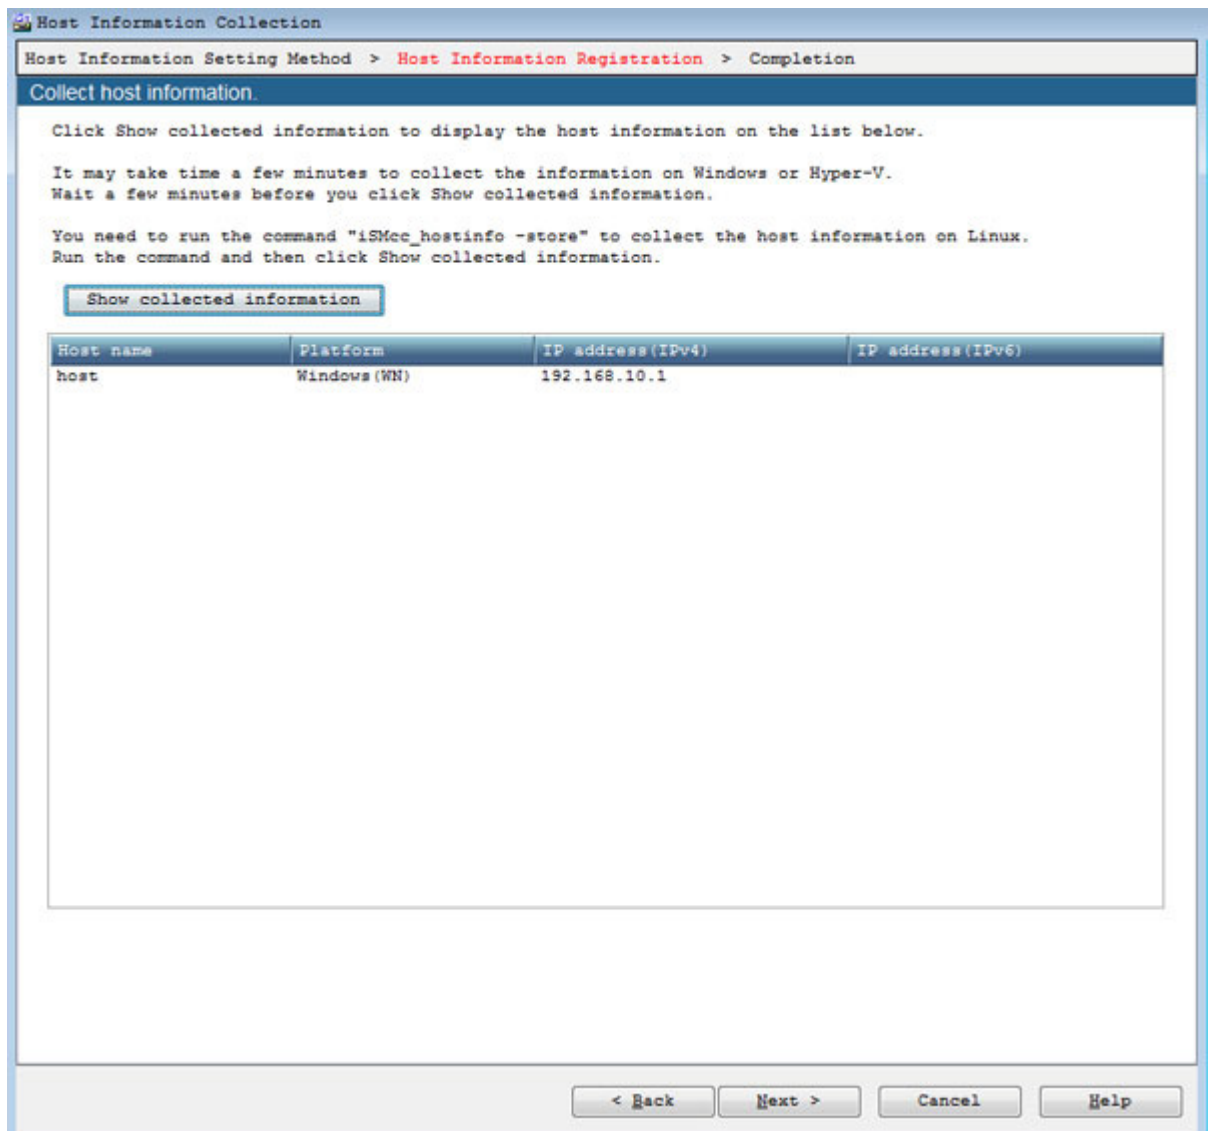 Host Information Collection
Host Information Setting Method > Host Information Registration > Completion
Collect host information.
Click Show collected information to display the host information on the list below.
It may take time a few minutes to collect the information on Windows or Hyper-V.
Wait a few minutes before you click Show collected information.
You need to run the command "iSMcc_hostinfo -store" to collect the host information on Linux.
Run the command and then click Show collected information.
Show collected information
Host name Platform IP address(IPv4) IP address(IPv6)
host Windows(WN) 192.168.10.1
< Back Next > Cancel Help